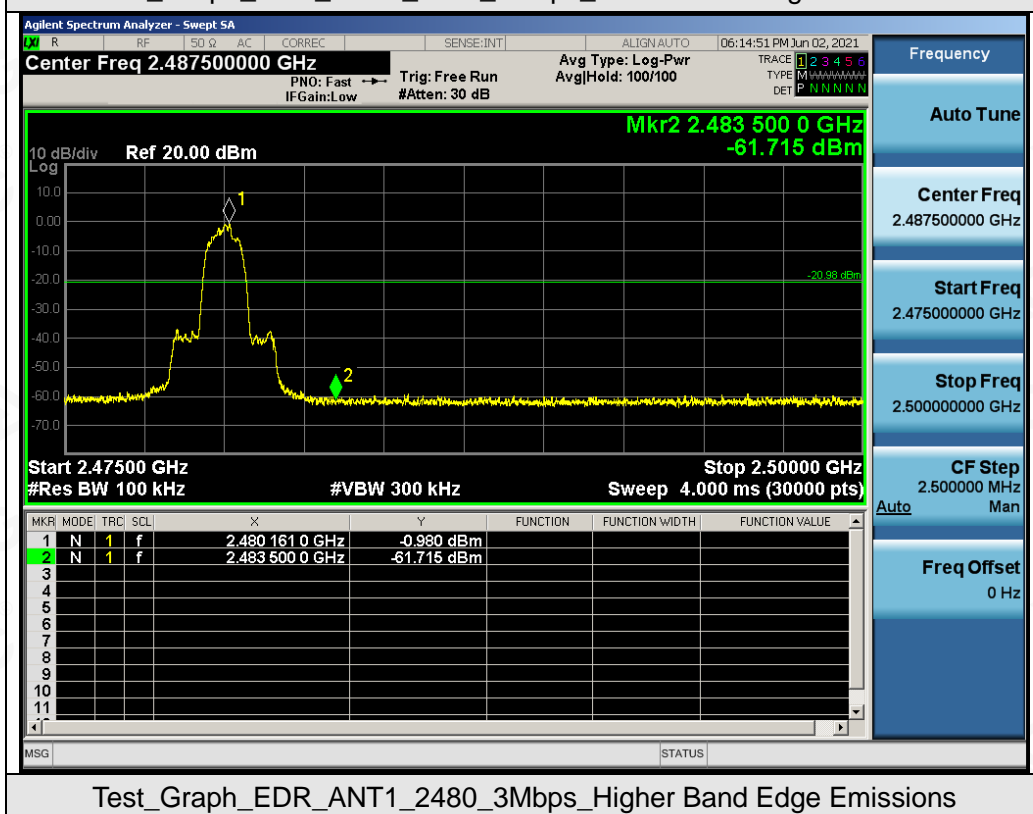 Agilent Spectrum Analyzer - Swept SA
LXI R RF 50 Ω AC CORREC SENSE:INT ALIGN AUTO 06:14:51 PM Jun 02, 2021
Center Freq 2.487500000 GHz
PNO: Fast
IFGain:Low
Trig: Free Run
#Atten: 30 dB
Avg Type: Log-Pwr
Avg|Hold: 100/100
TRACE 1 2 3 4 5 6
TYPE M WWWWW
DET P N N N N N
Mkr2 2.483 500 0 GHz
-61.715 dBm
10 dB/div Ref 20.00 dBm
Log
10.0
0.00
-10.0
-20.0
-30.0
-40.0
-50.0
-60.0
-70.0
1
2
-20.98 dBm
Start 2.47500 GHz Stop 2.50000 GHz
#Res BW 100 kHz #VBW 300 kHz Sweep 4.000 ms (30000 pts)
MKR MODE TRC SCL X Y FUNCTION FUNCTION WIDTH FUNCTION VALUE
1 N 1 f 2.480 161 0 GHz -0.980 dBm
2 N 1 f 2.483 500 0 GHz -61.715 dBm
3
4
5
6
7
8
9
10
11
MSG STATUS
Frequency
Auto Tune
Center Freq
2.487500000 GHz
Start Freq
2.475000000 GHz
Stop Freq
2.500000000 GHz
CF Step
2.500000 MHz
Auto Man
Freq Offset
0 Hz
Test_Graph_EDR_ANT1_2480_3Mbps_Higher Band Edge Emissions